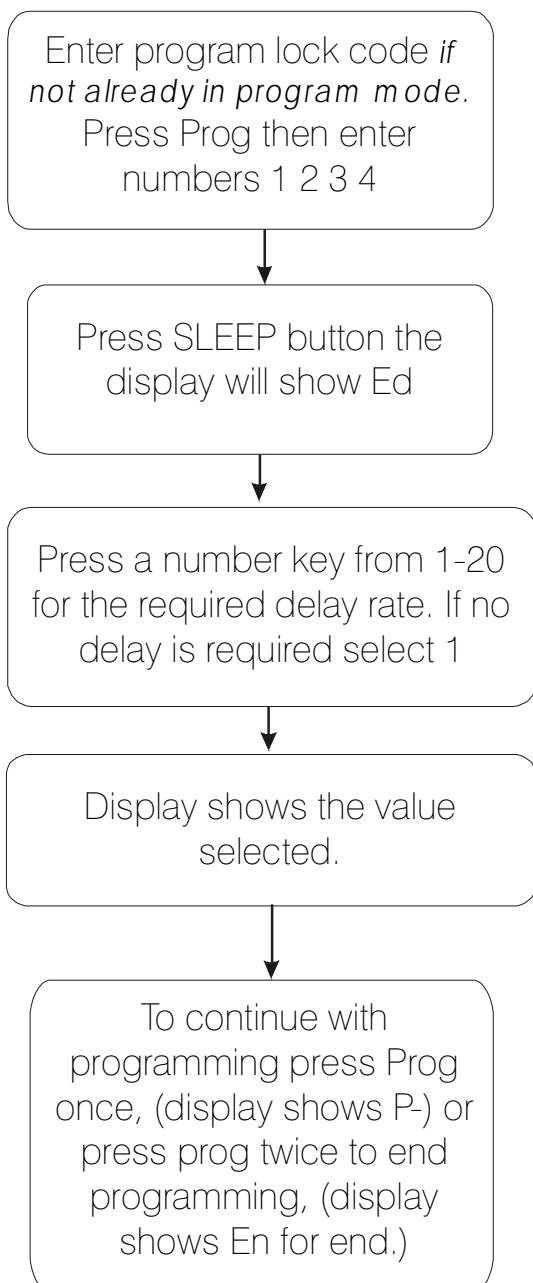 Enter program lock code if
not already in program mode.
Press Prog then enter
numbers 1 2 3 4
Press SLEEP button the
display will show Ed
Press a number key from 1-20
for the required delay rate. If no
delay is required select 1
Display shows the value
selected.
To continue with
programming press Prog
once, (display shows P-) or
press prog twice to end
programming, (display
shows En for end.)